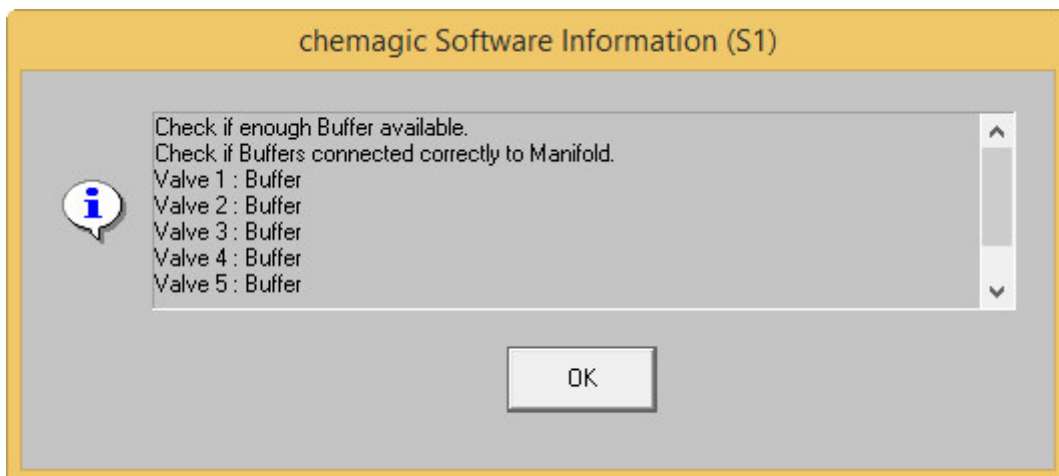 chemagic Software Information (S1)
Check if enough Buffer available.
Check if Buffers connected correctly to Manifold.
Valve 1 : Buffer
Valve 2 : Buffer
Valve 3 : Buffer
Valve 4 : Buffer
Valve 5 : Buffer
OK